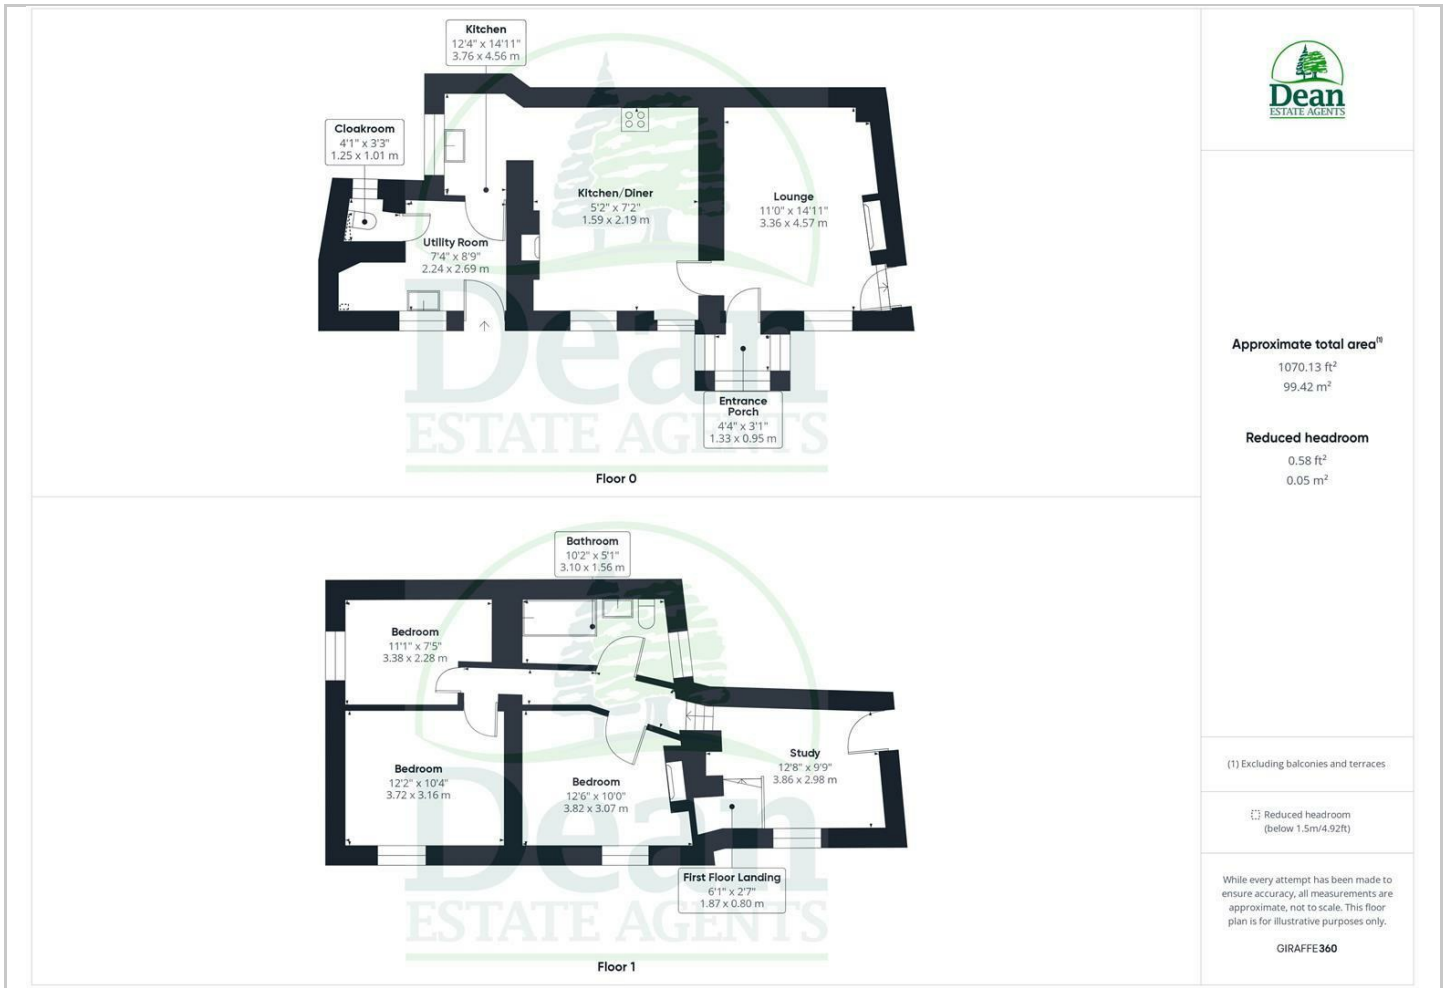 Kitchen
12'4" x 14'11"
3.76 x 4.56 m
Cloakroom
4'1" x 3'3"
1.25 x 1.01 m
Kitchen/Diner
5'2" x 7'2"
1.59 x 2.19 m
Lounge
11'0" x 14'11"
3.36 x 4.57 m
Utility Room
7'4" x 8'9"
2.24 x 2.69 m
Entrance
Porch
4'4" x 3'1"
1.33 x 0.95 m
Dean
ESTATE AGENTS
Floor 0
Bathroom
10'2" x 5'1"
3.10 x 1.56 m
Bedroom
11'1" x 7'5"
3.38 x 2.28 m
Bedroom
12'2" x 10'4"
3.72 x 3.16 m
Bedroom
12'6" x 10'0"
3.82 x 3.07 m
Study
12'8" x 9'9"
3.86 x 2.98 m
First Floor Landing
6'1" x 2'7"
1.87 x 0.80 m
Dean
ESTATE AGENTS
Floor 1
Dean
ESTATE AGENTS
Approximate total area(1)
1070.13 ft²
99.42 m²
Reduced headroom
0.58 ft²
0.05 m²
(1) Excluding balconies and terraces
Reduced headroom
(below 1.5m/4.92ft)
While every attempt has been made to
ensure accuracy, all measurements are
approximate, not to scale. This floor
plan is for illustrative purposes only.
GIRAFFE360